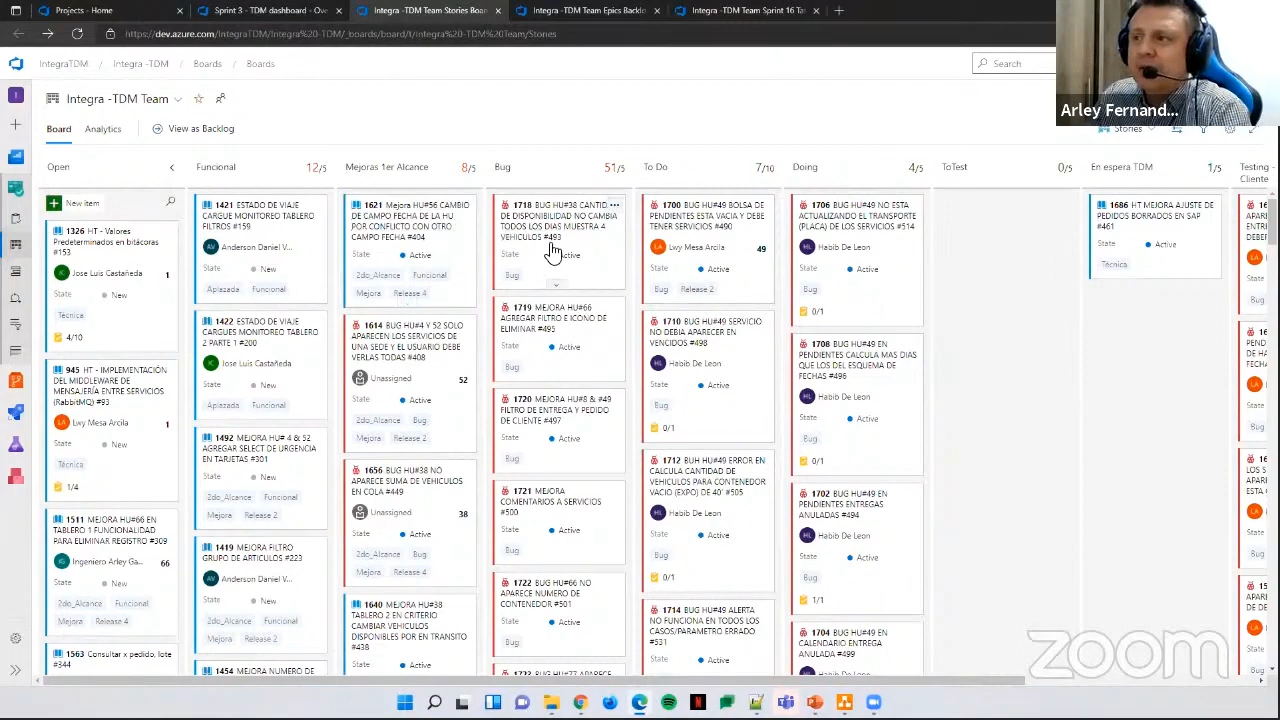 Projects - Home
Sprint 3 - TDM dashboard - Ove
Integra -TDM Team Stories Boar
Integra -TDM Team Epics Backlo
Integra -TDM Team Sprint 16 Tas
https://dev.azure.com/IntegraTDM/Integra%20-TDM/_boards/board/t/Integra%20-TDM%20Team/Stories
IntegraTDM / Integra -TDM / Boards / Boards
Search
Arley Fernand...
Integra -TDM Team
Board Analytics View as Backlog
Stories
Open
New item
1326 HT - Valores
Predeterminados en bitácoras
#153
Jose Luis Castañeda 1
State New
Técnica
4/10
945 HT - IMPLEMENTACIÓN
DEL MIDDLEWARE DE
MENSAJERÍA ENTRE SERVICIOS
(RabbitMQ) #93
Lwy Mesa Arcila 1
State New
Técnica
1/4
1511 MEJORA HU#66 EN
TABLERO 1 FUNCIONALIDAD
PARA ELIMINAR REGISTRO #309
Ingeniero Arley Ga... 66
State New
2do_Alcance Funcional
Mejora Release 4
1563 Consultar x pedido, lote
#344
Funcional 12/5
1421 ESTADO DE VIAJE
CARGUE MONITOREO TABLERO
FILTROS #159
Anderson Daniel V...
State New
Aplazada Funcional
1422 ESTADO DE VIAJE
CARGUES MONITOREO TABLERO
2 PARTE 1 #200
Jose Luis Castañeda
State New
Aplazada Funcional
1492 MEJORA HU# 4 & 52
AGREGAR SELECT DE URGENCIA
EN TARJETAS #301
State New
2do_Alcance Funcional
Mejora Release 2
1419 MEJORA FILTRO
GRUPO DE ARTICULOS #223
Anderson Daniel V...
State New
2do_Alcance Funcional
Mejora Release 2
1454 MEJORA NUMERO DE
Mejoras 1er Alcance 8/5
1621 Mejora HU#56 CAMBIO
DE CAMPO FECHA DE LA HU
POR CONFLICTO CON OTRO
CAMPO FECHA #404
State Active
2do_Alcance Funcional
Mejora Release 4
1614 BUG HU#4 Y 52 SOLO
APARECEN LOS SERVICIOS DE
UNA SEDE Y EL USUARIO DEBE
VERLAS TODAS #408
Unassigned 52
State Active
2do_Alcance Bug
Mejora Release 2
1656 BUG HU#38 NO
APARECE SUMA DE VEHICULOS
EN COLA #449
Unassigned 38
State Active
2do_Alcance Bug
Mejora Release 4
1640 MEJORA HU#38
TABLERO 2 EN CRITERIO
CAMBIAR VEHICULOS
DISPONIBLES POR EN TRANSITO
#438
State Active
Bug 51/5
1718 BUG HU#38 CANTID
DE DISPONIBILIDAD NO CAMBIA
TODOS LOS DIAS MUESTRA 4
VEHICULOS #493
State Active
Bug
1719 MEJORA HU#66
AGREGAR FILTRO E ICONO DE
ELIMINAR #495
State Active
Bug
1720 MEJORA HU#8 & #49
FILTRO DE ENTREGA Y PEDIDO
DE CLIENTE #497
State Active
Bug
1721 MEJORA
COMENTARIOS A SERVICIOS
#500
State Active
Bug
1722 BUG HU#66 NO
APARECE NUMERO DE
CONTENEDOR #501
State Active
Bug
To Do 7/10
1700 BUG HU#49 BOLSA DE
PENDIENTES ESTA VACIA Y DEBE
TENER SERVICIOS #490
Lwy Mesa Arcila 49
State Active
Bug Release 2
1710 BUG HU#49 SERVICIO
NO DEBIA APARECER EN
VENCIDOS #498
Habib De Leon
State Active
Bug
0/1
1712 BUH HU#49 ERROR EN
CALCULA CANTIDAD DE
VEHICULOS PARA CONTENEDOR
VACIO (EXPO) DE 40' #505
Habib De Leon
State Active
Bug
0/1
1714 BUG HU#49 ALERTA
NO FUNCIONA EN TODOS LOS
CASOS/PARAMETRO ERRADO
#531
State Active
Doing 4/5
1706 BUG HU#49 NO ESTA
ACTUALIZANDO EL TRANSPORTE
(PLACA) DE LOS SERVICIOS #514
Habib De Leon
State Active
Bug
0/1
1708 BUG HU#49 EN
PENDIENTES CALCULA MAS DIAS
QUE LOS DEL ESQUEMA DE
FECHAS #496
Habib De Leon
State Active
Bug
0/1
1702 BUG HU#49 EN
PENDIENTES ENTREGAS
ANULADAS #494
Habib De Leon
State Active
Bug
1/1
1704 BUG HU#49 EN
CALENDARIO ENTREGA
ANULADA #499
Habib De Leon
ToTest 0/5
En espera TDM 1/5
1686 HT MEJORA AJUSTE DE
PEDIDOS BORRADOS EN SAP
#461
State Active
Técnica
Testing
Cliente
zoom